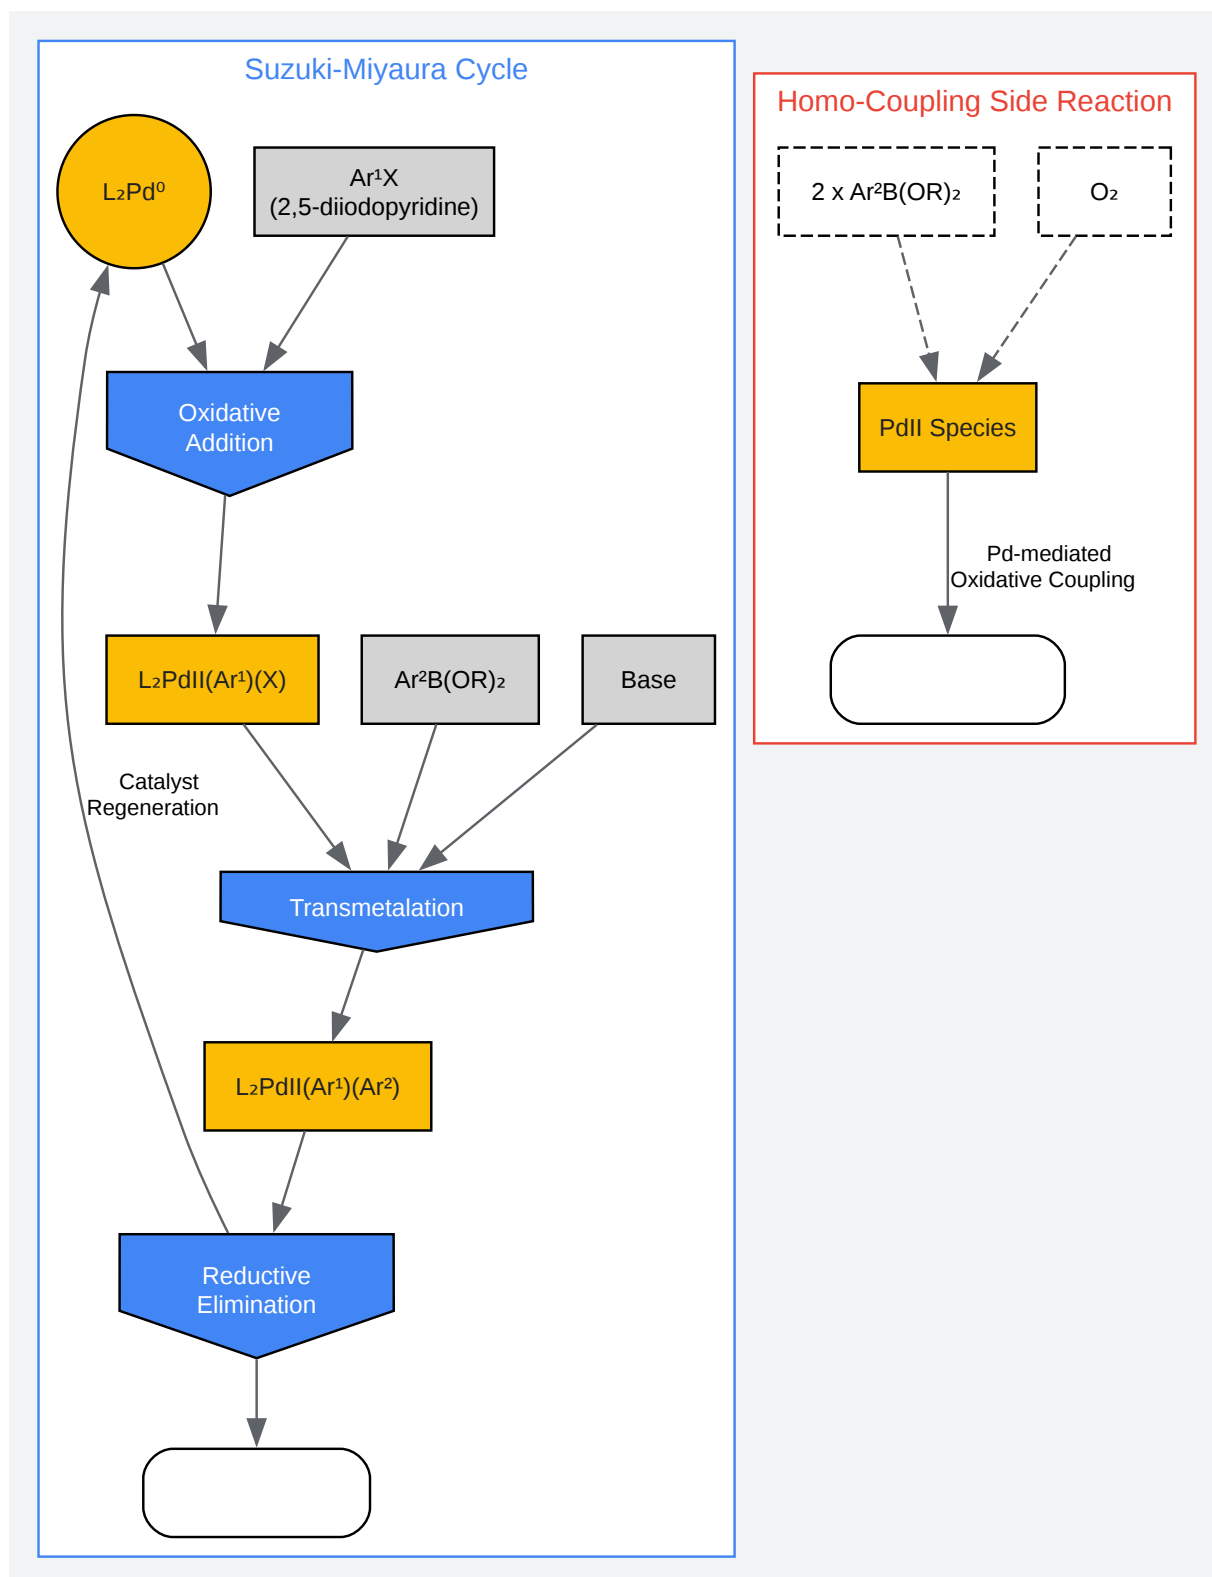 Suzuki-Miyaura Cycle
L₂Pd⁰
Ar¹X
(2,5-diiodopyridine)
Oxidative
Addition
L₂PdII(Ar¹)(X)
Ar²B(OR)₂
Base
Catalyst
Regeneration
Transmetalation
L₂PdII(Ar¹)(Ar²)
Reductive
Elimination
Homo-Coupling Side Reaction
2 x Ar²B(OR)₂
O₂
PdII Species
Pd-mediated
Oxidative Coupling